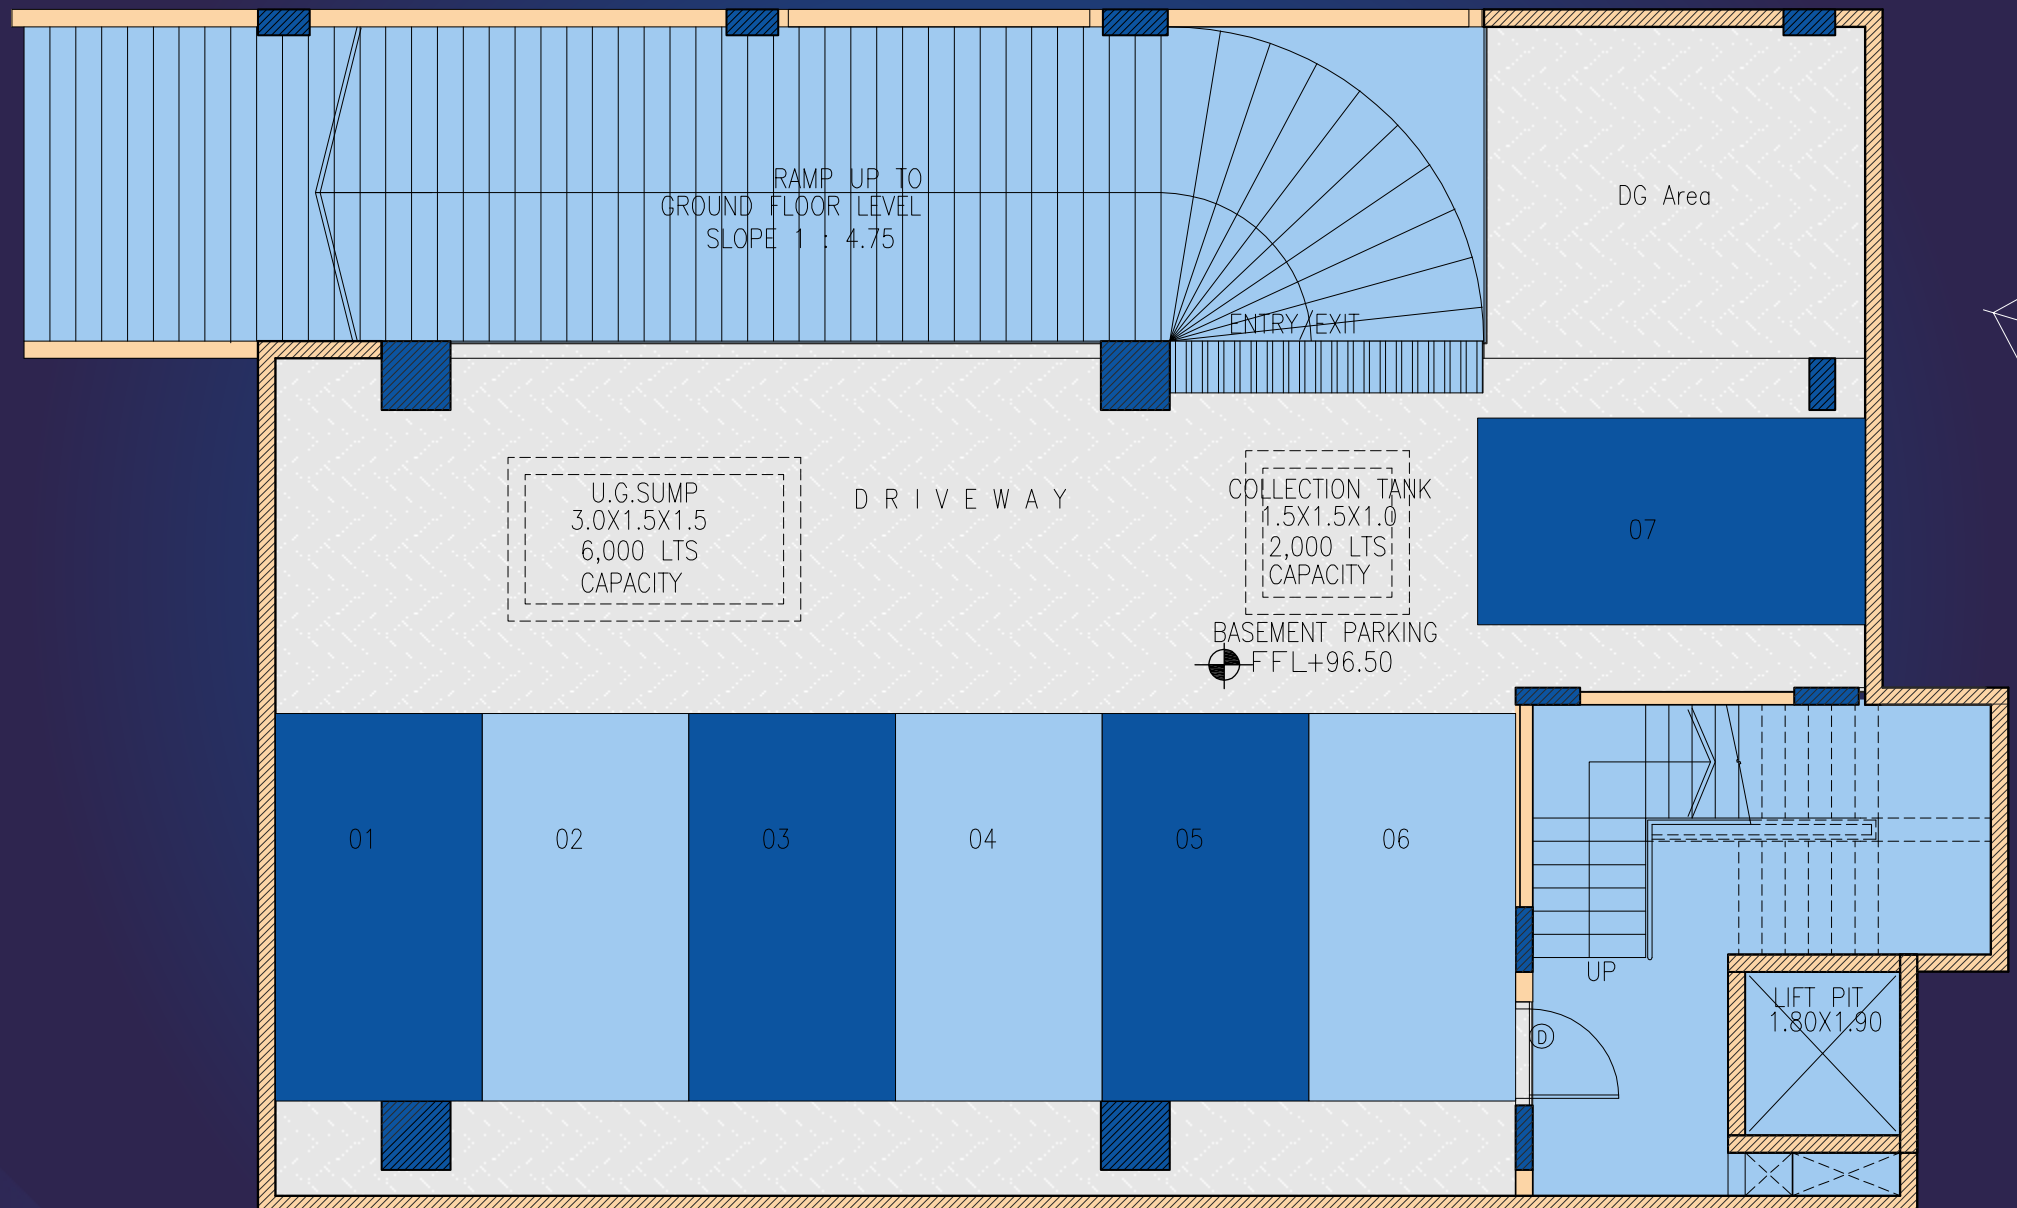 RAMP UP TO
GROUND FLOOR LEVEL
SLOPE 1 : 4.75
DG Area
ENTRY/EXIT
U.G.SUMP
3.0X1.5X1.5
6,000 LTS
CAPACITY
DRIVEWAY
COLLECTION TANK
1.5X1.5X1.0
2,000 LTS
CAPACITY
07
BASEMENT PARKING
FFL+96.50
01
02
03
04
05
06
UP
LIFT PIT
1.80X1.90
D